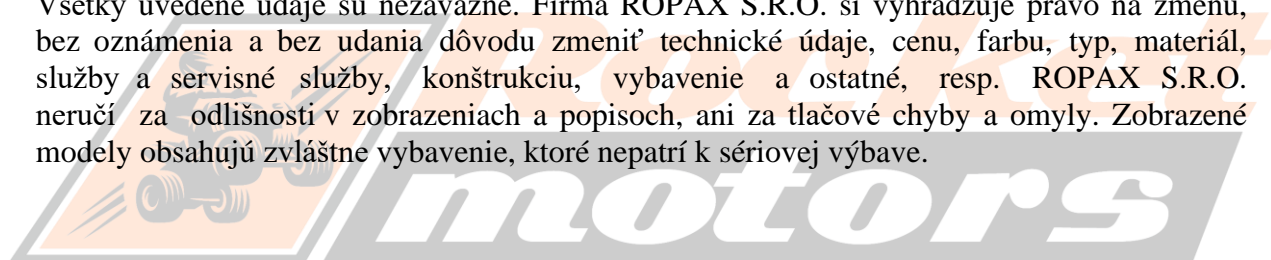 Všetky uvedené údaje sú nezáväzné. Firma ROPAX S.R.O. si vyhradzuje právo na zmenu,
bez oznámenia a bez udania dôvodu zmeniť technické údaje, cenu, farbu, typ, materiál,
služby a servisné služby, konštrukciu, vybavenie a ostatné, resp. ROPAX S.R.O.
neručí za odlišnosti v zobrazeniach a popisoch, ani za tlačové chyby a omyly. Zobrazené
modely obsahujú zvláštne vybavenie, ktoré nepatrí k sériovej výbave.
Rocket
motors